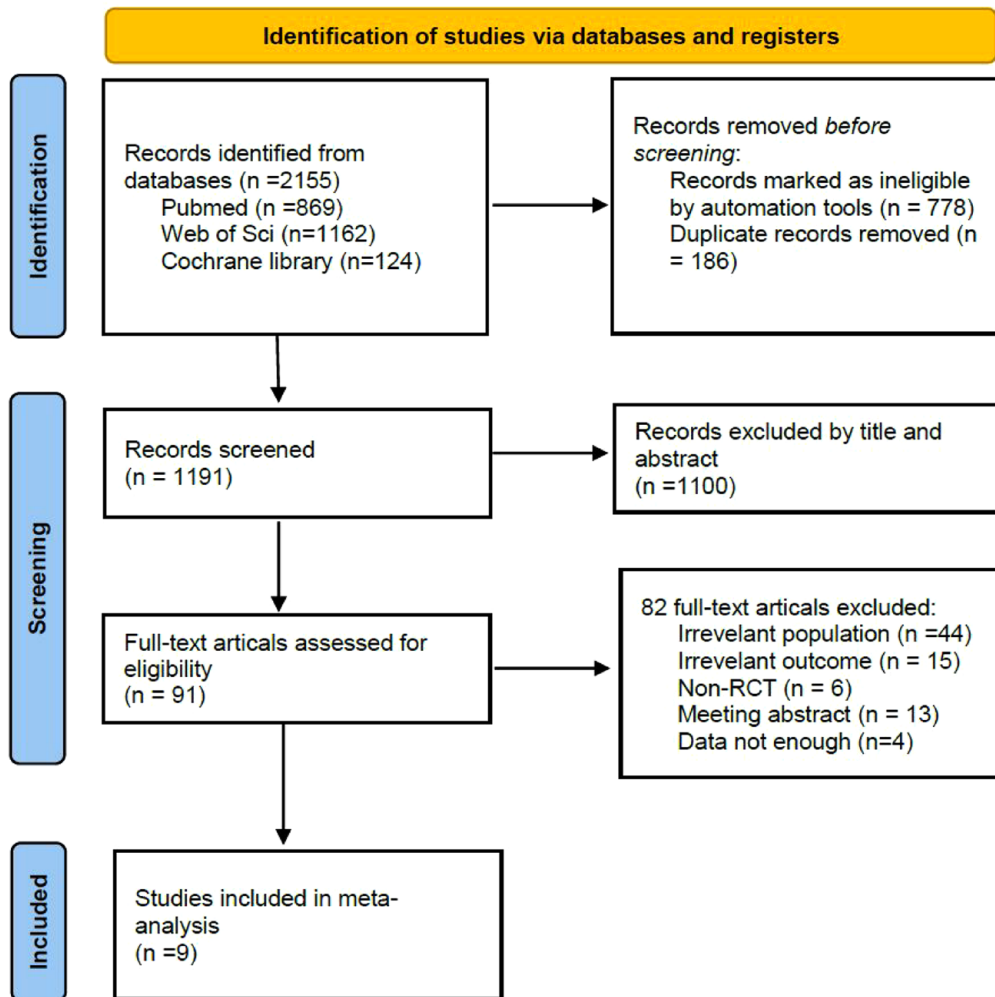 Identification of studies via databases and registers
Identification
Records identified from
databases (n =2155)
Pubmed (n =869)
Web of Sci (n=1162)
Cochrane library (n=124)
Records removed before
screening:
Records marked as ineligible
by automation tools (n = 778)
Duplicate records removed (n
= 186)
Screening
Records screened
(n = 1191)
Records excluded by title and
abstract
(n =1100)
Full-text articals assessed for
eligibility
(n = 91)
82 full-text articals excluded:
Irrevelant population (n =44)
Irrevelant outcome (n = 15)
Non-RCT (n = 6)
Meeting abstract (n = 13)
Data not enough (n=4)
Included
Studies included in meta-
analysis
(n =9)